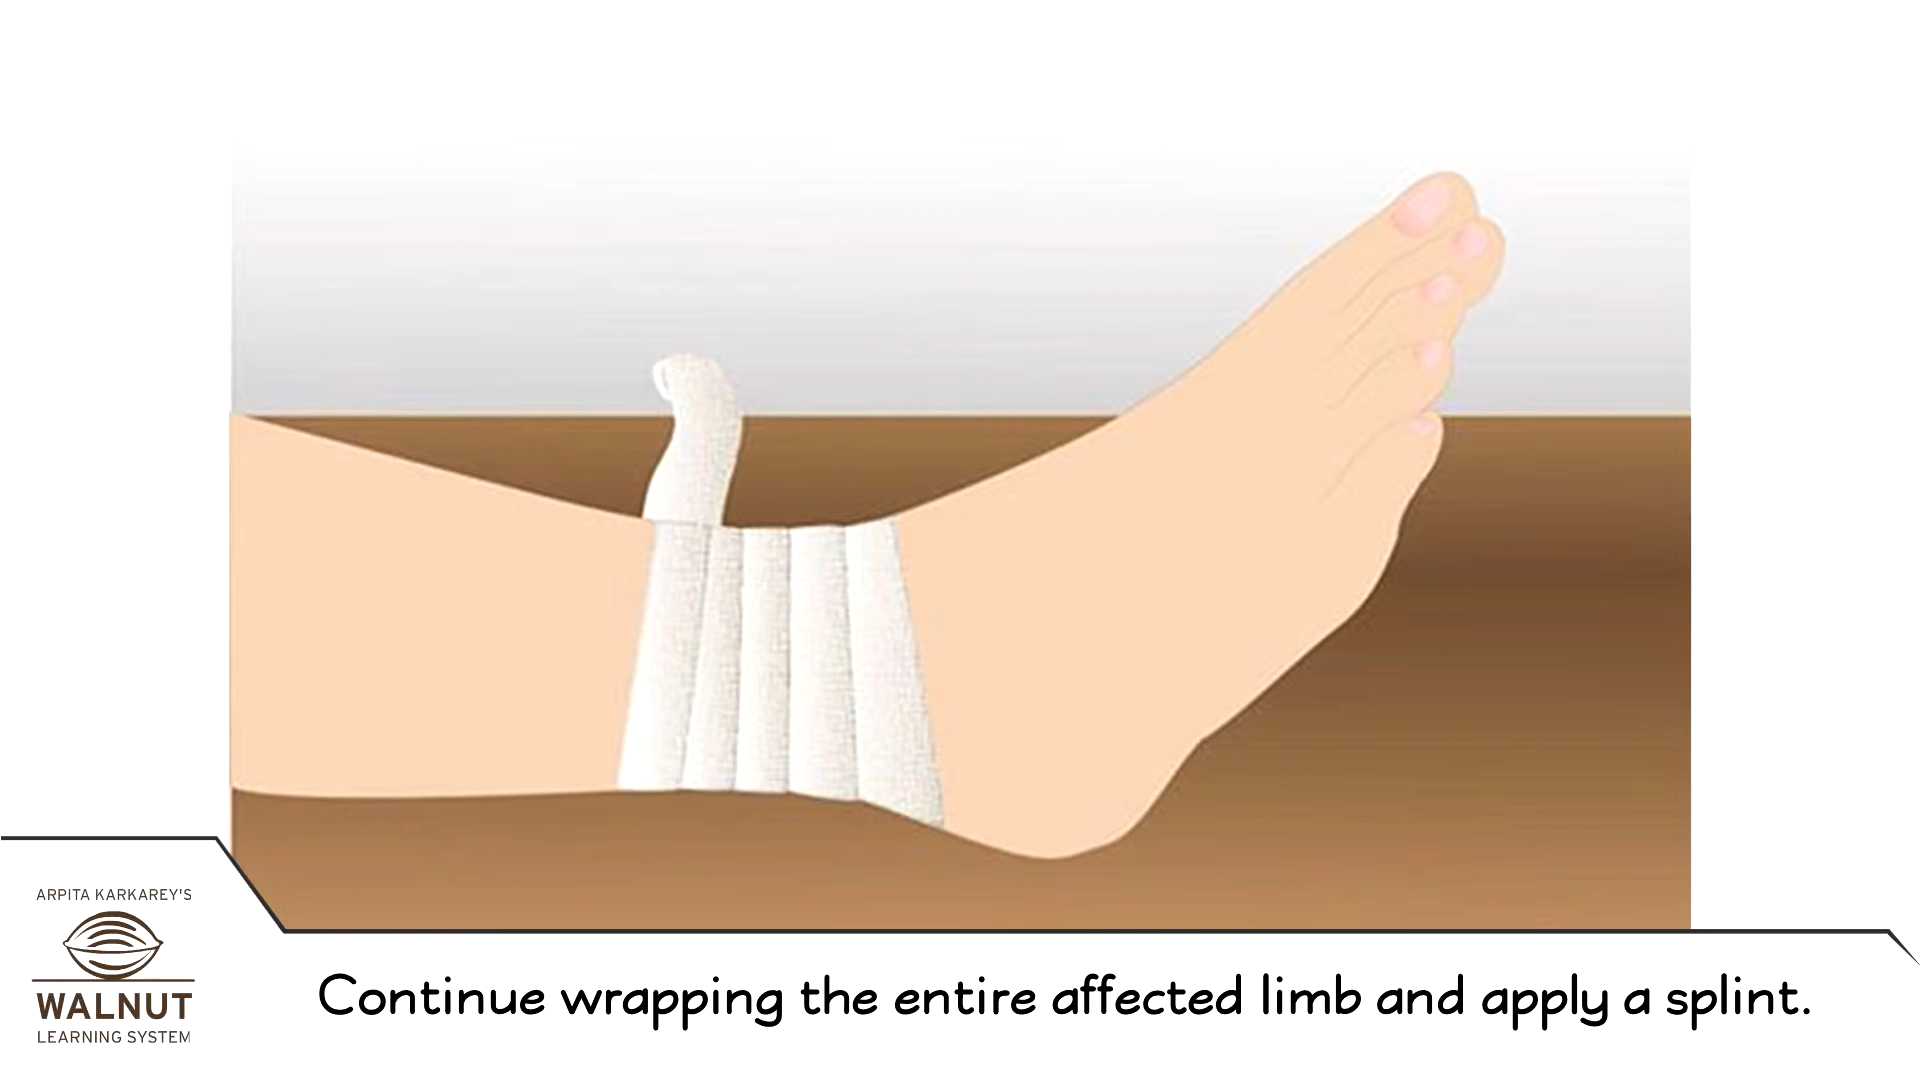 ARPITA KARKAREY'S
WALNUT
LEARNING SYSTEM
Continue wrapping the entire affected limb and apply a splint.